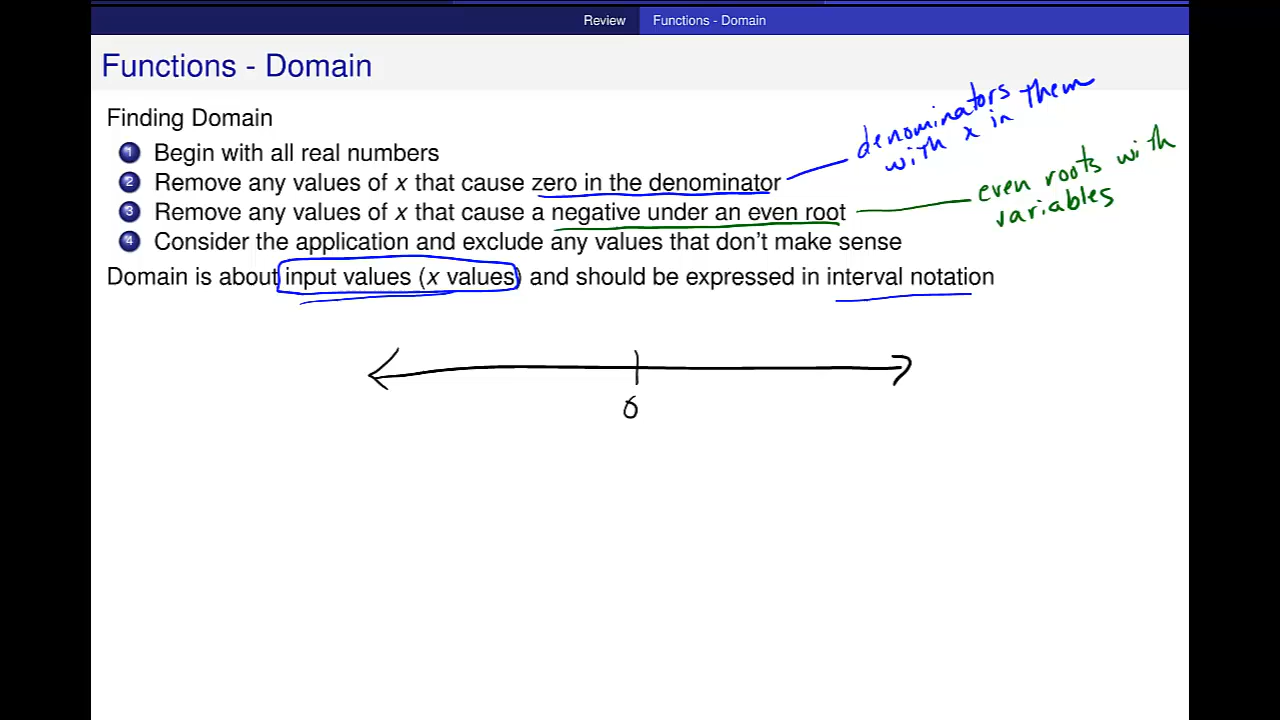 Review Functions - Domain
Functions - Domain
Finding Domain
1 Begin with all real numbers
2 Remove any values of x that cause zero in the denominator
denominators with x in them
3 Remove any values of x that cause a negative under an even root
even roots with variables
4 Consider the application and exclude any values that don't make sense
Domain is about input values (x values) and should be expressed in interval notation
0